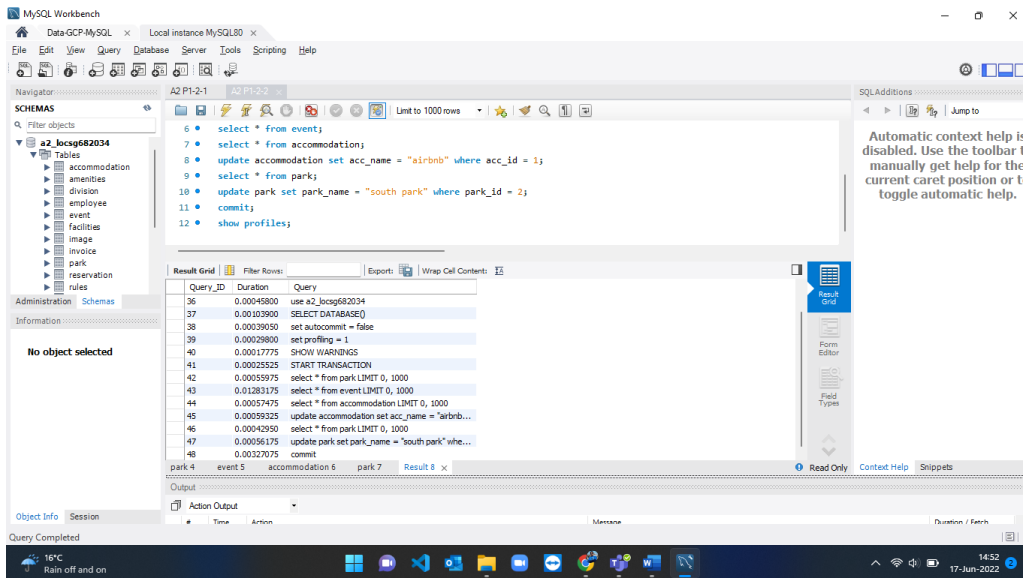 MySQL Workbench
Data-GCP-MySQL × Local instance MySQL80 ×
File Edit View Query Database Server Tools Scripting Help
Navigator
SCHEMAS
Filter objects
a2_locsg682034
Tables
accommodation
amenities
division
employee
event
facilities
image
invoice
park
reservation
rules
Administration Schemas
Information
No object selected
Object Info Session
Query Completed
A2 P1-2-1 A2 P1-2-2 ×
Limit to 1000 rows
6 select * from event;
7 select * from accommodation;
8 update accommodation set acc_name = "airbnb" where acc_id = 1;
9 select * from park;
10 update park set park_name = "south park" where park_id = 2;
11 commit;
12 show profiles;
Result Grid Filter Rows: Export: Wrap Cell Content:
Query_ID Duration Query
36 0.00045800 use a2_locsg682034
37 0.00103900 SELECT DATABASE()
38 0.00039050 set autocommit = false
39 0.00029800 set profiling = 1
40 0.00017775 SHOW WARNINGS
41 0.00025525 START TRANSACTION
42 0.00055975 select * from park LIMIT 0, 1000
43 0.01283175 select * from event LIMIT 0, 1000
44 0.00057475 select * from accommodation LIMIT 0, 1000
45 0.00059325 update accommodation set acc_name = "airbnb...
46 0.00042950 select * from park LIMIT 0, 1000
47 0.00056175 update park set park_name = "south park" whe...
48 0.00327075 commit
Result Grid
Form Editor
Field Types
park 4 event 5 accommodation 6 park 7 Result 8 × Read Only
Output
Action Output
# Time Action Message Duration / Fetch
SQLAdditions
Jump to
Automatic context help is
disabled. Use the toolbar t
manually get help for the
current caret position or t
toggle automatic help.
Context Help Snippets
16°C
Rain off and on
14:52
17-Jun-2022
2